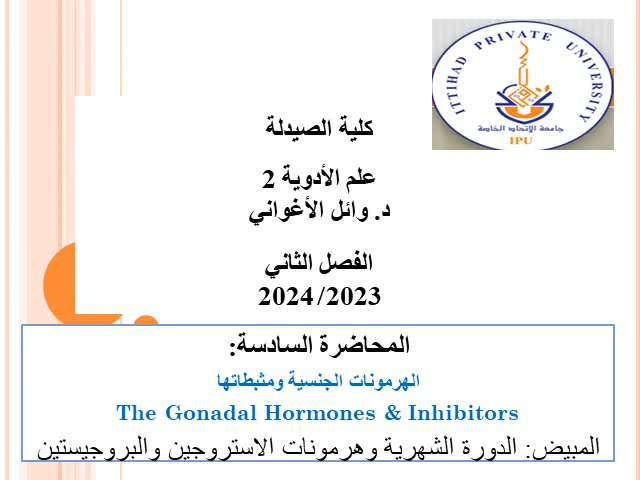 ITTIHAD PRIVATE UNIVERSITY
جامعة الإتحاد الخاصة
IPU
كلية الصيدلة
علم الأدوية 2
د. وائل الأغواني
الفصل الثاني
2024/2023
المحاضرة السادسة:
الهرمونات الجنسية ومثبطاتها
The Gonadal Hormones & Inhibitors
المبيض: الدورة الشهرية وهرمونات الاستروجين والبروجيستين